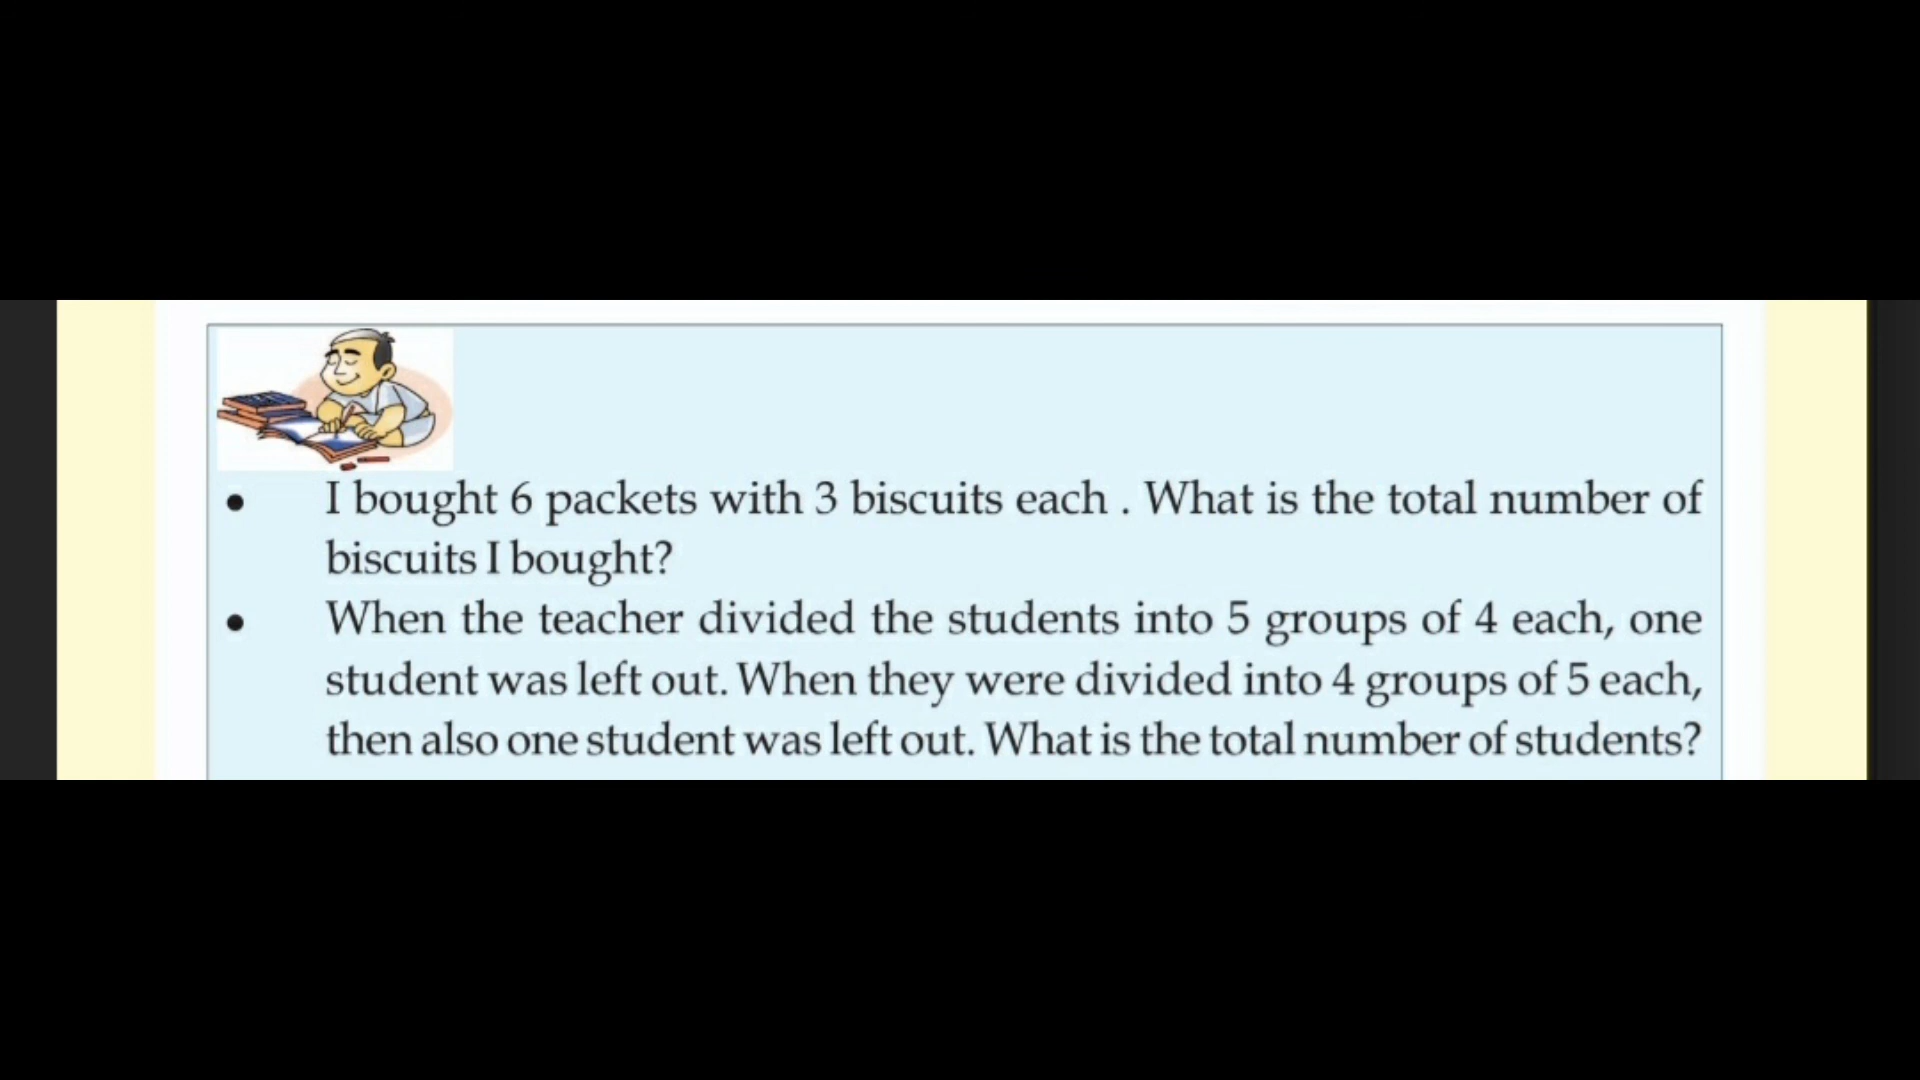 • I bought 6 packets with 3 biscuits each . What is the total number of
biscuits I bought?
• When the teacher divided the students into 5 groups of 4 each, one
student was left out. When they were divided into 4 groups of 5 each,
then also one student was left out. What is the total number of students?